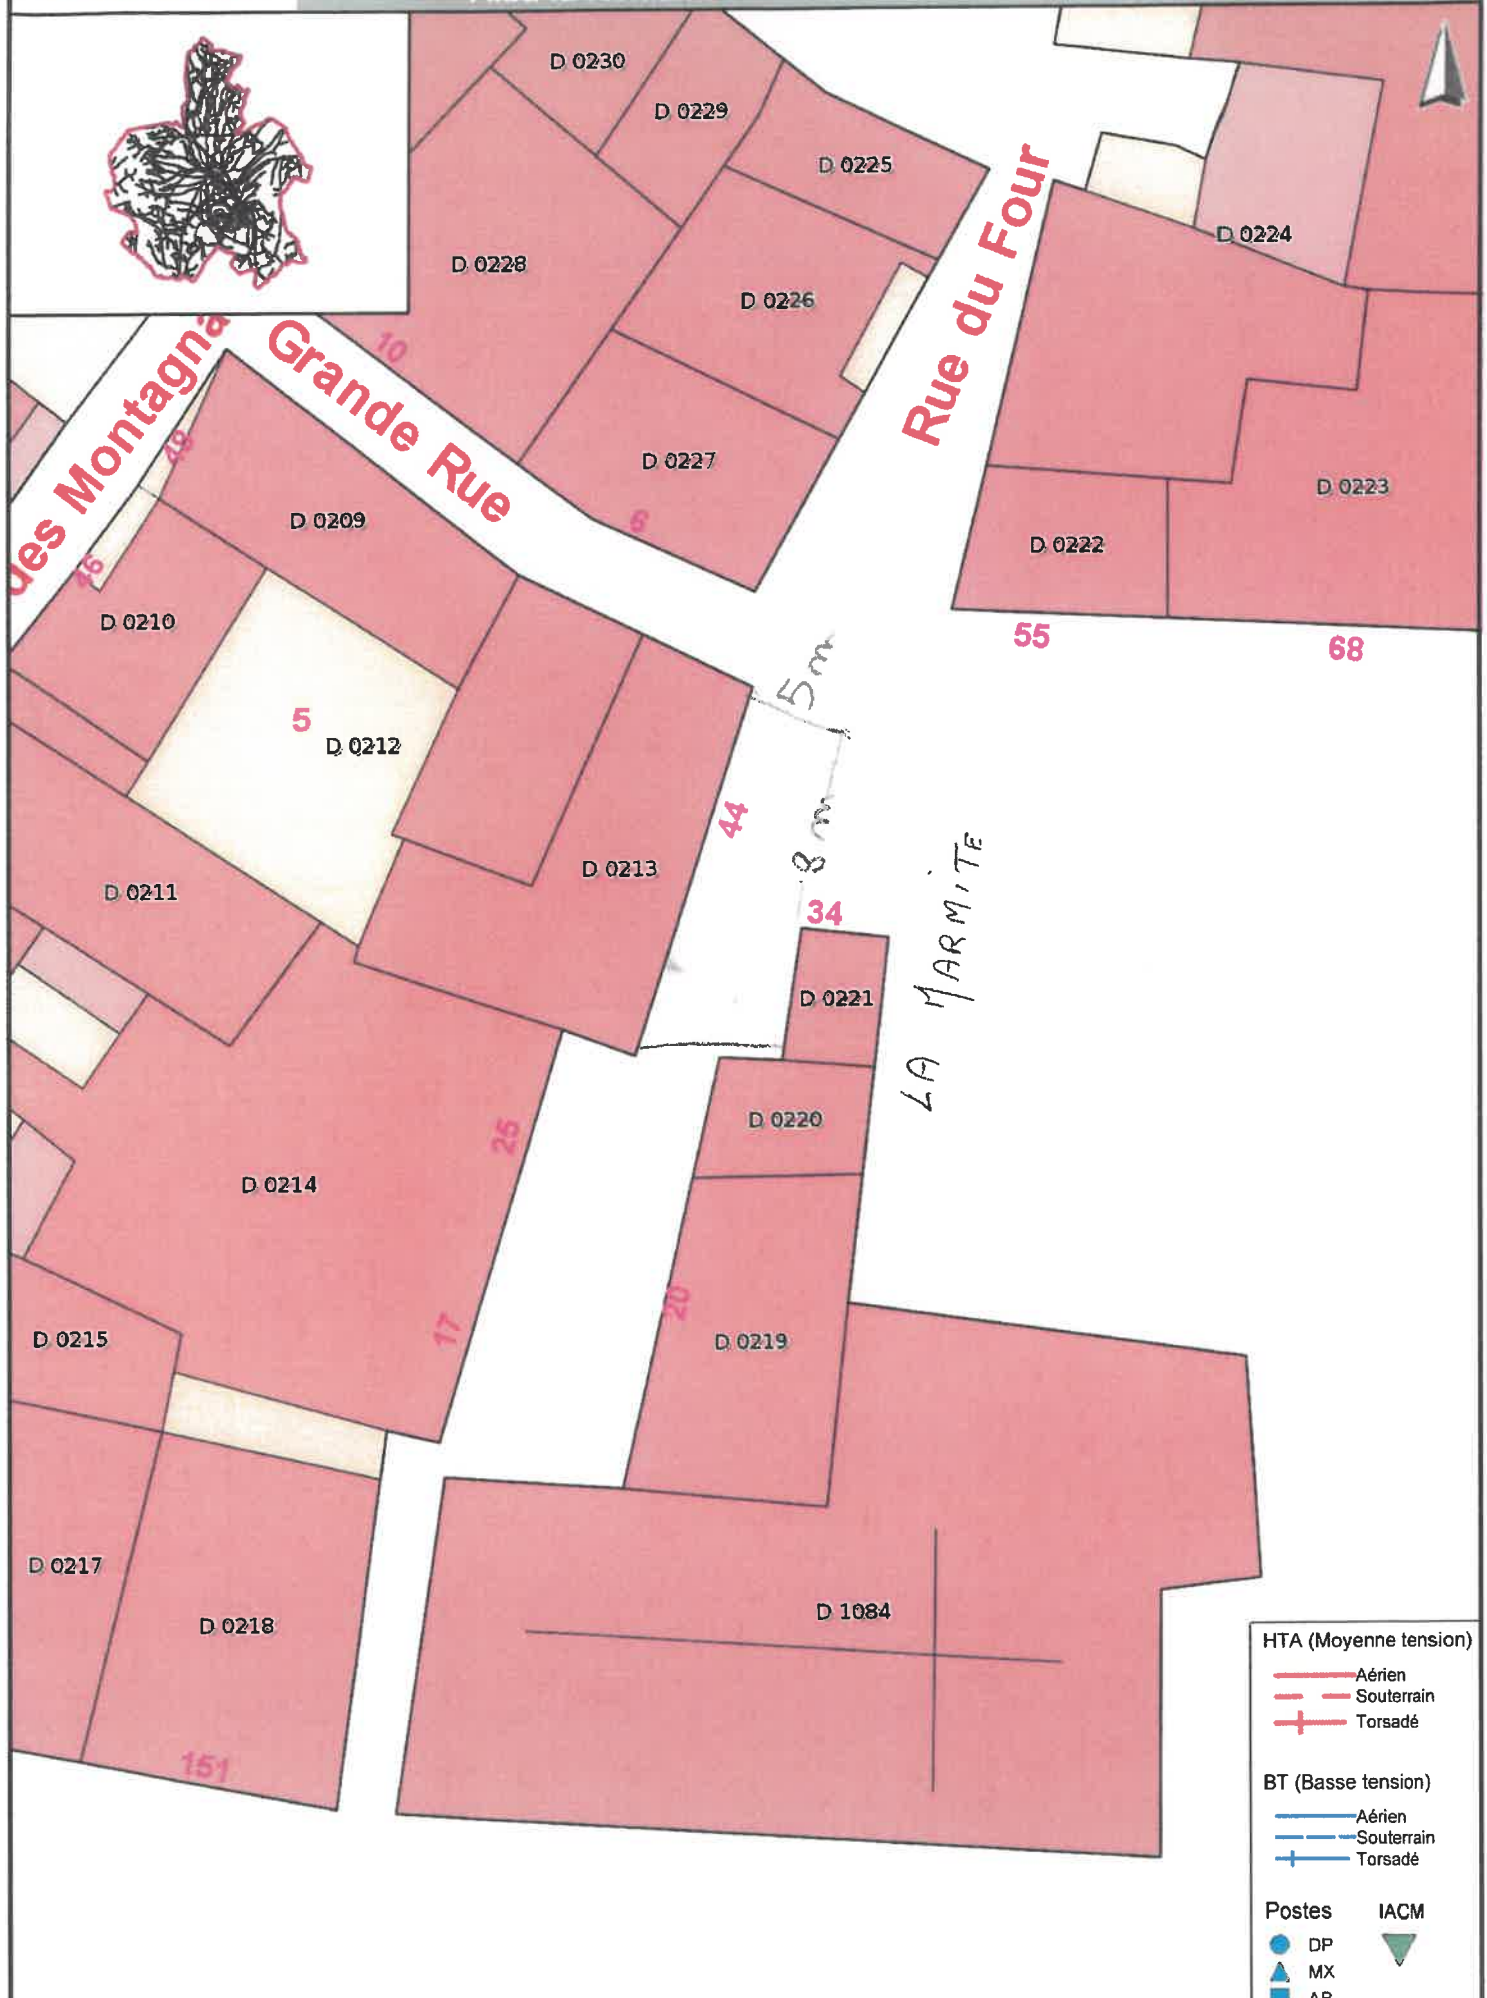 D 0230
D 0229
D 0225
Rue du Four
D 0224
D 0228
D 0226
10
Grande Rue
des Montagna
48
D 0227
D 0223
D 0209
6
D 0222
46
D 0210
55
68
5 m
5
D 0212
44
8 m
D 0213
LA MARMITE
D 0211
34
D 0221
D 0220
25
D 0214
20
17
D 0215
D 0219
D 0217
D 1084
D 0218
151
HTA (Moyenne tension)
Aérien
Souterrain
Torsadé
BT (Basse tension)
Aérien
Souterrain
Torsadé
Postes
IACM
DP
MX